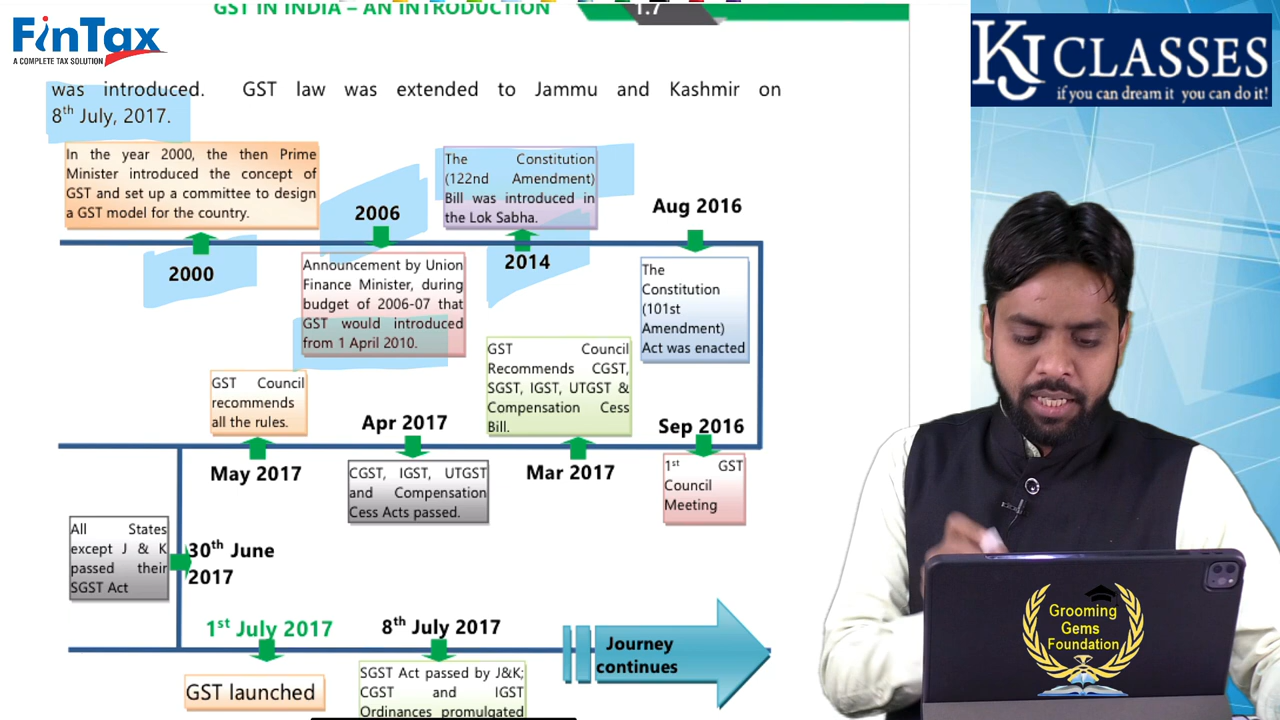 GST IN INDIA – AN INTRODUCTION
1.7
FinTax
A COMPLETE TAX SOLUTION
KJ CLASSES
if you can dream it you can do it!
was introduced. GST law was extended to Jammu and Kashmir on
8th July, 2017.
In the year 2000, the then Prime
Minister introduced the concept of
GST and set up a committee to design
a GST model for the country.
2000
2006
Announcement by Union
Finance Minister, during
budget of 2006-07 that
GST would introduced
from 1 April 2010.
The Constitution
(122nd Amendment)
Bill was introduced in
the Lok Sabha.
2014
Aug 2016
The
Constitution
(101st
Amendment)
Act was enacted
Sep 2016
1st GST
Council
Meeting
GST Council
Recommends CGST,
SGST, IGST, UTGST &
Compensation Cess
Bill.
Mar 2017
Apr 2017
CGST, IGST, UTGST
and Compensation
Cess Acts passed.
GST Council
recommends
all the rules.
May 2017
All States
except J & K
passed their
SGST Act
30th June
2017
1st July 2017
GST launched
8th July 2017
SGST Act passed by J&K;
CGST and IGST
Ordinances promulgated
Journey
continues
Grooming
Gems
Foundation